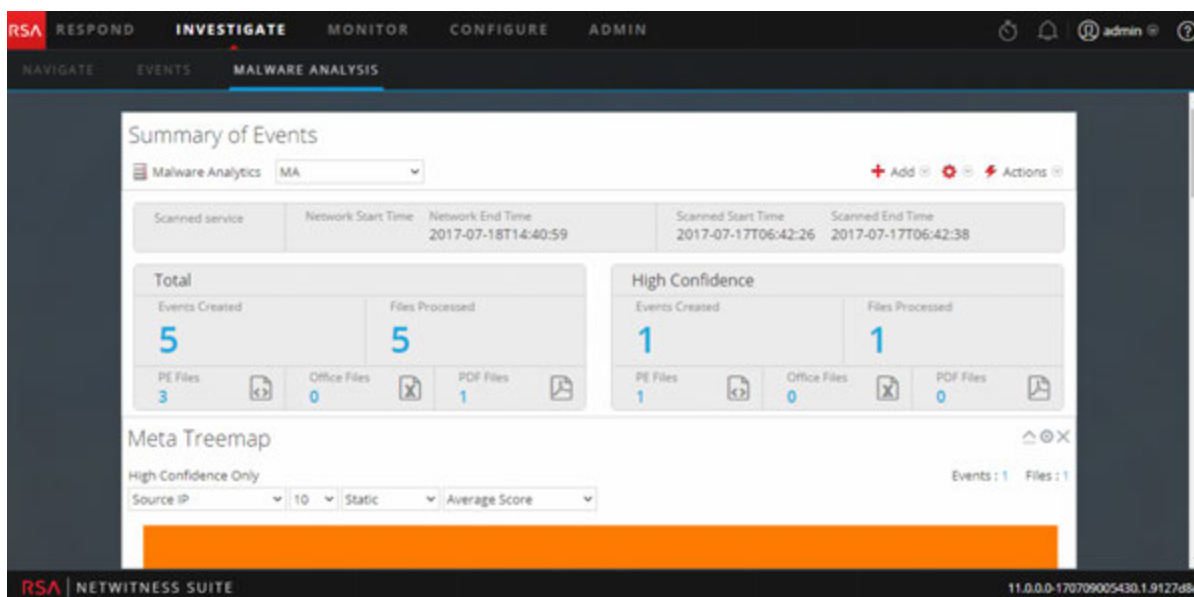 RSA RESPOND INVESTIGATE MONITOR CONFIGURE ADMIN admin
NAVIGATE EVENTS MALWARE ANALYSIS
Summary of Events
Malware Analytics MA Add Actions
Scanned service Network Start Time Network End Time Scanned Start Time Scanned End Time
2017-07-18T14:40:59 2017-07-17T06:42:26 2017-07-17T06:42:38
Total High Confidence
Events Created Files Processed Events Created Files Processed
5 5 1 1
PE Files Office Files PDF Files PE Files Office Files PDF Files
3 0 1 1 0 0
Meta Treemap
High Confidence Only Events : 1 Files : 1
Source IP 10 Static Average Score
RSA | NETWITNESS SUITE 11.0.0.0-170709005430.1.9127d8